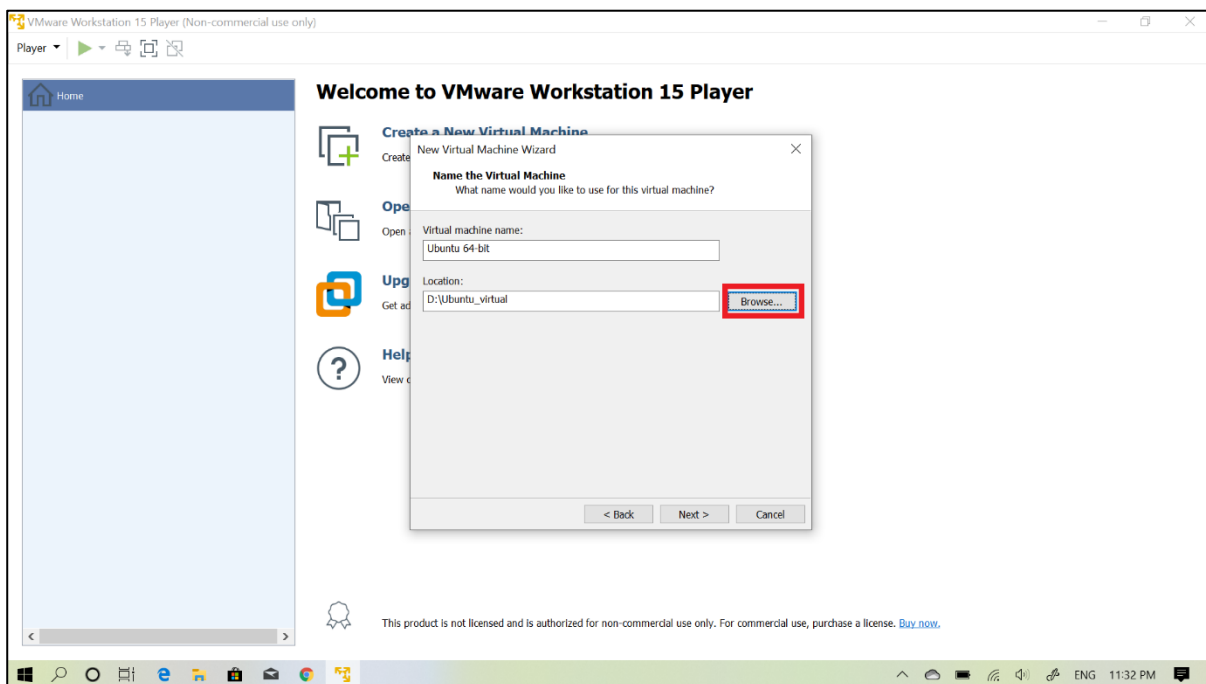 VMware Workstation 15 Player (Non-commercial use only)
Player
Home
Welcome to VMware Workstation 15 Player
Create a New Virtual Machine
Create
New Virtual Machine Wizard
Name the Virtual Machine
What name would you like to use for this virtual machine?
Ope
Open
Virtual machine name:
Ubuntu 64-bit
Upg
Get ad
Location:
D:\Ubuntu_virtual
Browse...
Help
View
< Back
Next >
Cancel
This product is not licensed and is authorized for non-commercial use only. For commercial use, purchase a license. Buy now.
ENG 11:32 PM